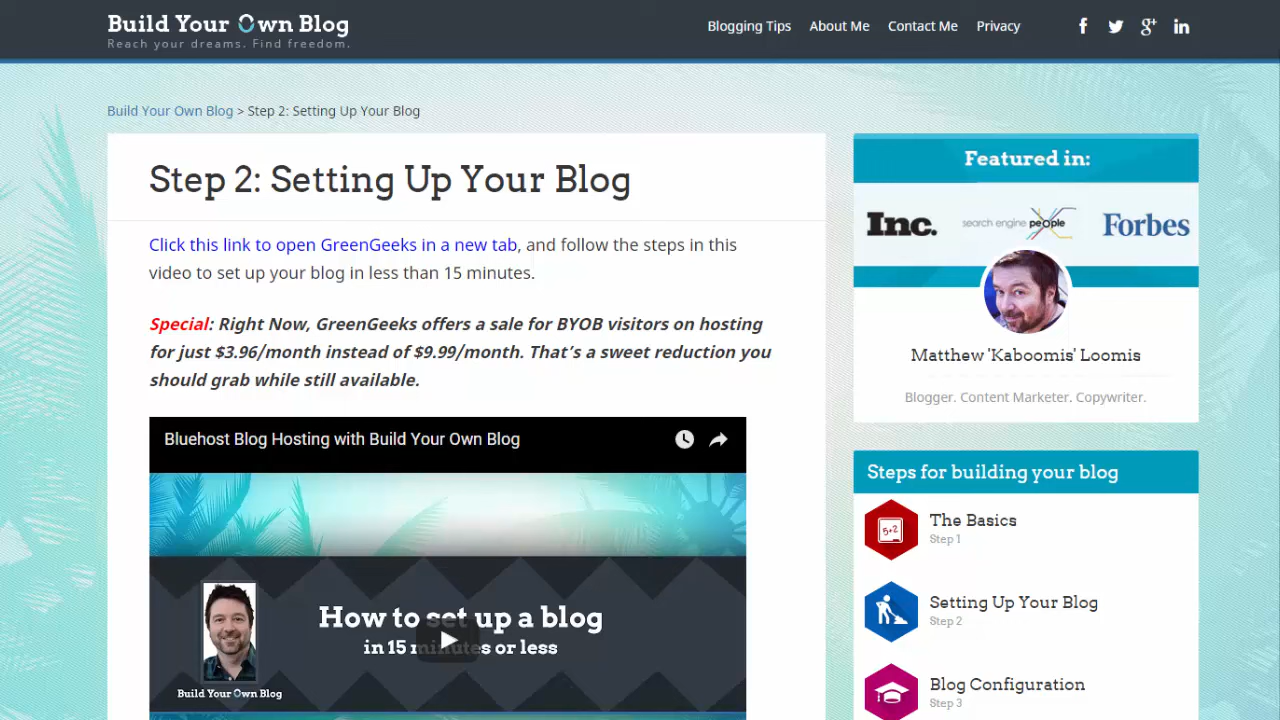 Build Your Own Blog
Reach your dreams. Find freedom.
Blogging Tips About Me Contact Me Privacy
Build Your Own Blog > Step 2: Setting Up Your Blog
Step 2: Setting Up Your Blog
Click this link to open GreenGeeks in a new tab, and follow the steps in this
video to set up your blog in less than 15 minutes.
Special: Right Now, GreenGeeks offers a sale for BYOB visitors on hosting
for just $3.96/month instead of $9.99/month. That’s a sweet reduction you
should grab while still available.
Bluehost Blog Hosting with Build Your Own Blog
How to set up a blog
in 15 minutes or less
Build Your Own Blog
Featured in:
Inc. search engine people Forbes
Matthew 'Kaboomis' Loomis
Blogger. Content Marketer. Copywriter.
Steps for building your blog
5+2
The Basics
Step 1
Setting Up Your Blog
Step 2
Blog Configuration
Step 3